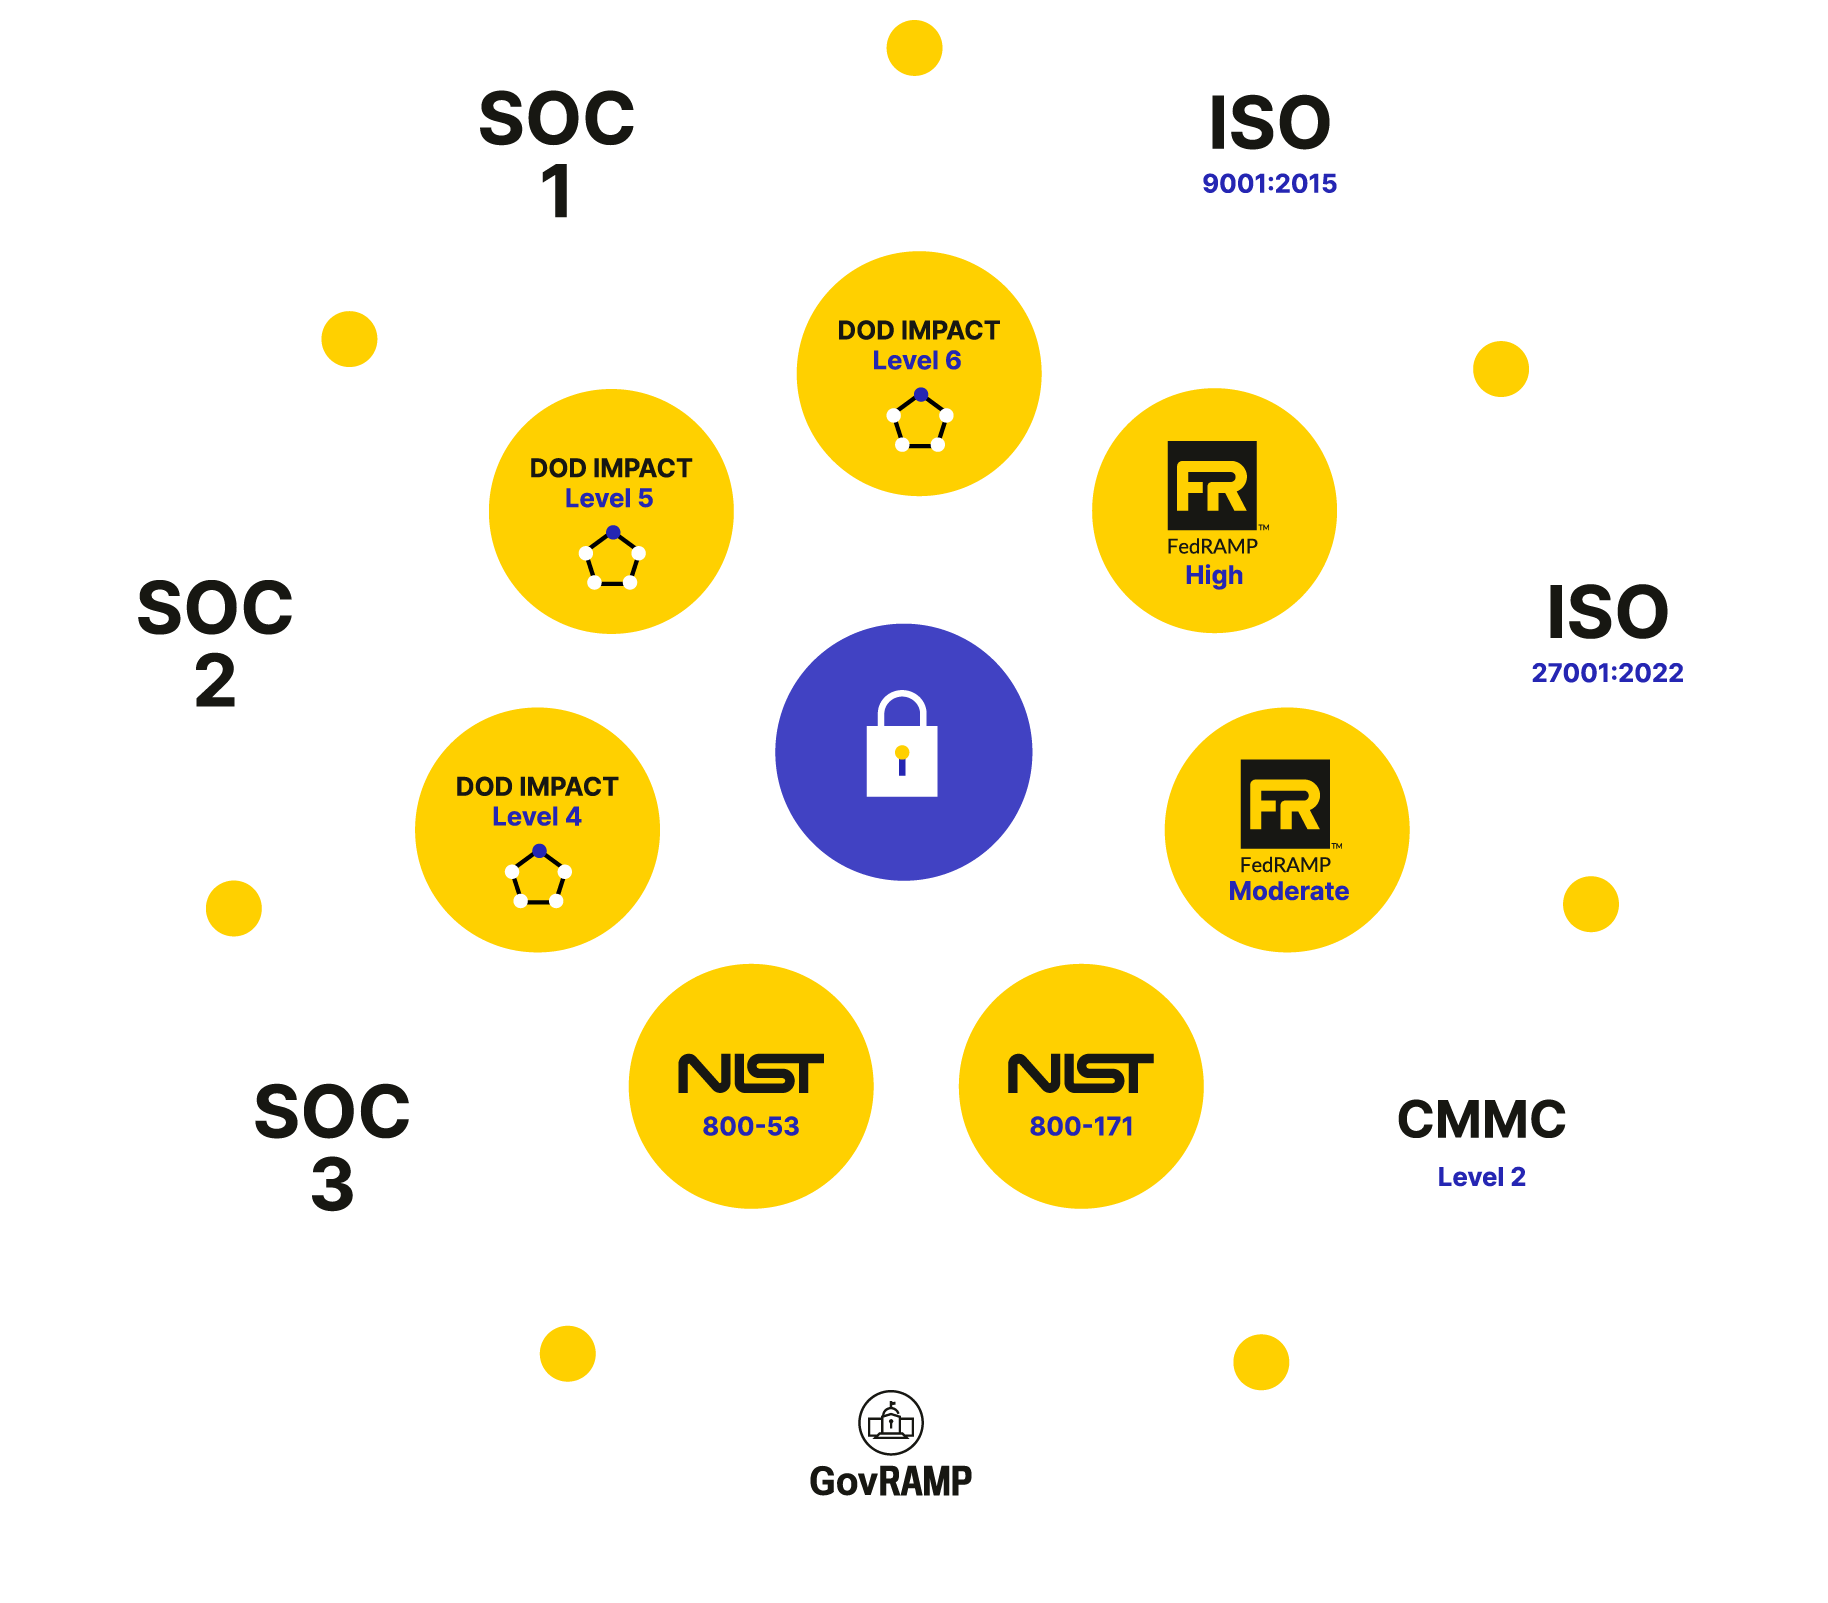 SOC
1
ISO
9001:2015
DOD IMPACT
Level 6
DOD IMPACT
Level 5
FR
TM
FedRAMP
High
SOC
2
ISO
27001:2022
DOD IMPACT
Level 4
FR
TM
FedRAMP
Moderate
SOC
3
NIST
800-53
NIST
800-171
CMMC
Level 2
GovRAMP